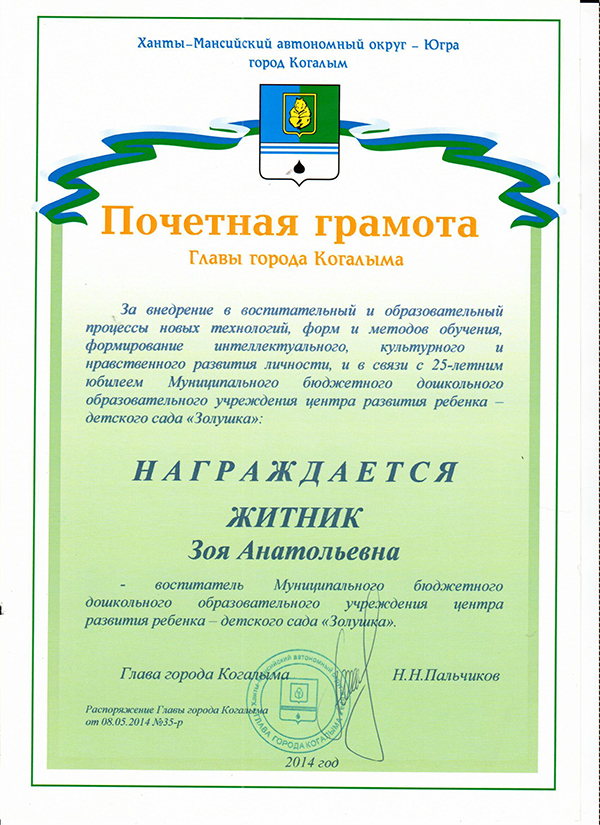 Ханты-Мансийский автономный округ - Югра
город Когалым
Почетная грамота
Главы города Когалыма
За внедрение в воспитательный и образовательный
процессы новых технологий, форм и методов обучения,
формирование интеллектуального, культурного и
нравственного развития личности, и в связи с 25-летним
юбилеем Муниципального бюджетного дошкольного
образовательного учреждения центра развития ребенка –
детского сада «Золушка»:
НАГРАЖДАЕТСЯ
ЖИТНИК
Зоя Анатольевна
- воспитатель Муниципального бюджетного
дошкольного образовательного учреждения центра
развития ребенка – детского сада «Золушка».
Глава города Когалыма Н.Н.Пальчиков
Распоряжение Главы города Когалыма
от 08.05.2014 №35-р
Ханты-Мансийский автономный
ГЛАВА ГОРОДА КОГАЛЫМА
2014 год